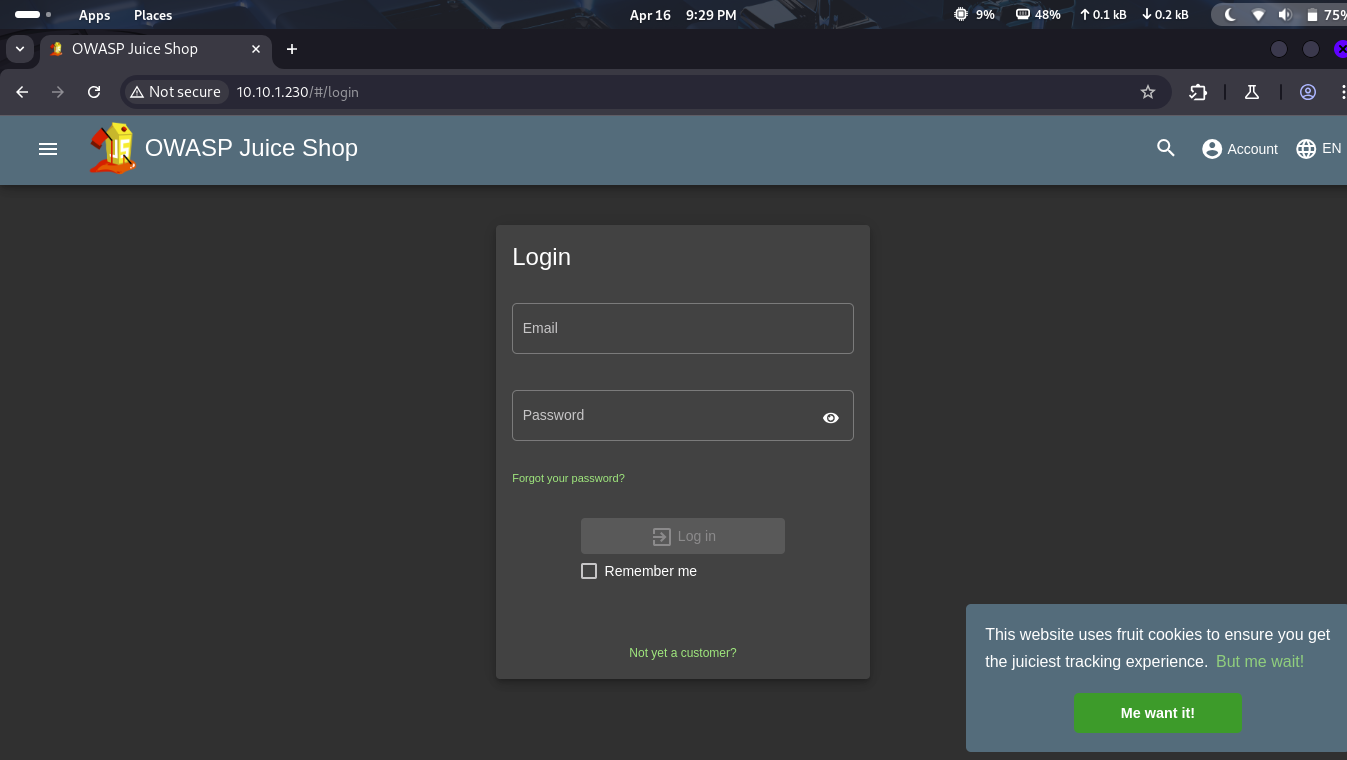 Apps Places Apr 16 9:29 PM 9% 48% 0.1 kB 0.2 kB 75%
OWASP Juice Shop
Not secure 10.10.1.230/#/login
OWASP Juice Shop Account EN
Login
Email
Password
Forgot your password?
Log in
Remember me
Not yet a customer?
This website uses fruit cookies to ensure you get
the juiciest tracking experience. But me wait!
Me want it!